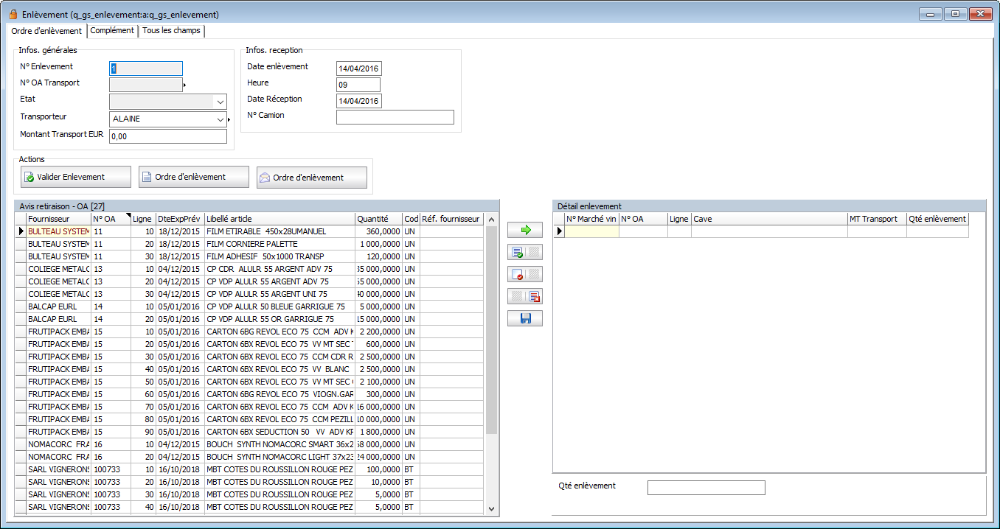 Enlèvement (q_gs_enlevement:a:q_gs_enlevement)
Ordre d'enlèvement Complément Tous les champs
Infos. générales
N° Enlevement 1
N° OA Transport
Etat
Transporteur ALAINE
Montant Transport EUR 0,00
Infos. reception
Date enlèvement 14/04/2016
Heure 09
Date Réception 14/04/2016
N° Camion
Actions
Valider Enlevement Ordre d'enlèvement Ordre d'enlèvement
Avis retiraison - OA [27]
Fournisseur N° OA Ligne DteExpPrév Libellé article Quantité Cod Réf. fournisseur
BULTEAU SYSTEM 11 10 18/12/2015 FILM ETIRABLE 450x28UMANUEL 360,0000 UN
BULTEAU SYSTEM 11 20 18/12/2015 FILM CORNIERE PALETTE 1 000,0000 UN
BULTEAU SYSTEM 11 30 18/12/2015 FILM ADHESIF 50x1000 TRANSP 120,0000 UN
COLIEGE METALC 13 10 04/12/2015 CP CDR ALULR 55 ARGENT ADV 75 35 000,0000 UN
COLIEGE METALC 13 20 04/12/2015 CP VDP ALULR 55 ARGENT ADV 75 000,0000 UN
COLIEGE METALC 13 30 04/12/2015 CP VDP ALULR 55 ARGENT UNI 75 000,0000 UN
BALCAP EURL 14 10 05/01/2016 CP VDP ALULR 50 BLEUE GARRIGUE 75 5 000,0000 UN
BALCAP EURL 14 20 05/01/2016 CP VDP ALULR 55 OR GARRIGUE 75 15 000,0000 UN
FRUTIPACK EMBA 15 10 05/01/2016 CARTON 6BG REVOL ECO 75 CCM ADV K 2 200,0000 UN
FRUTIPACK EMBA 15 20 05/01/2016 CARTON 6BX REVOL ECO 75 VV MT SEC 600,0000 UN
FRUTIPACK EMBA 15 30 05/01/2016 CARTON 6BX REVOL ECO 75 CCM CDR R 2 500,0000 UN
FRUTIPACK EMBA 15 40 05/01/2016 CARTON 6BX REVOL ECO 75 VV BLANC 2 500,0000 UN
FRUTIPACK EMBA 15 50 05/01/2016 CARTON 6BX REVOL ECO 75 VV MT SEC 2 100,0000 UN
FRUTIPACK EMBA 15 60 05/01/2016 CARTON 6BG REVOL ECO 75 VIOGN.GAR 300,0000 UN
FRUTIPACK EMBA 15 70 05/01/2016 CARTON 6BX REVOL ECO 75 CCM ADV K 16 000,0000 UN
FRUTIPACK EMBA 15 80 05/01/2016 CARTON 6BX REVOL ECO 75 CCM PEZILL 10 000,0000 UN
FRUTIPACK EMBA 15 90 05/01/2016 CARTON 6BX SEDUCTION 50 VV ADV KF 1 800,0000 UN
NOMACORC FRA 16 10 04/12/2015 BOUCH SYNTH NOMACORC SMART 36x2 000,0000 UN
NOMACORC FRA 16 20 04/12/2015 BOUCH SYNTH NOMACORC LIGHT 37x23 24 000,0000 UN
SARL VIGNERONS 100733 10 16/10/2018 MBT COTES DU ROUSSILLON ROUGE PEZ 100,0000 BT
SARL VIGNERONS 100733 20 16/10/2018 MBT COTES DU ROUSSILLON ROUGE PEZ 10,0000 BT
SARL VIGNERONS 100733 30 16/10/2018 MBT COTES DU ROUSSILLON ROUGE PEZ 5,0000 BT
SARL VIGNERONS 100733 40 16/10/2018 MBT COTES DU ROUSSILLON ROUGE PEZ 5,0000 BT
Détail enlevement
N° Marché vin N° OA Ligne Cave MT Transport Qté enlèvement
Qté enlèvement